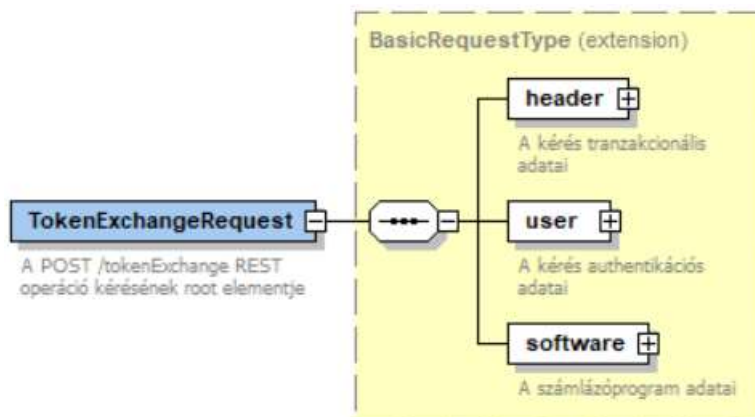 BasicRequestType (extension)
header
A kérés tranzakcionális
adatai
TokenExchangeRequest
A POST /tokenExchange REST
operáció kérésének root elementje
user
A kérés authentikációs
adatai
software
A számlázóprogram adatai